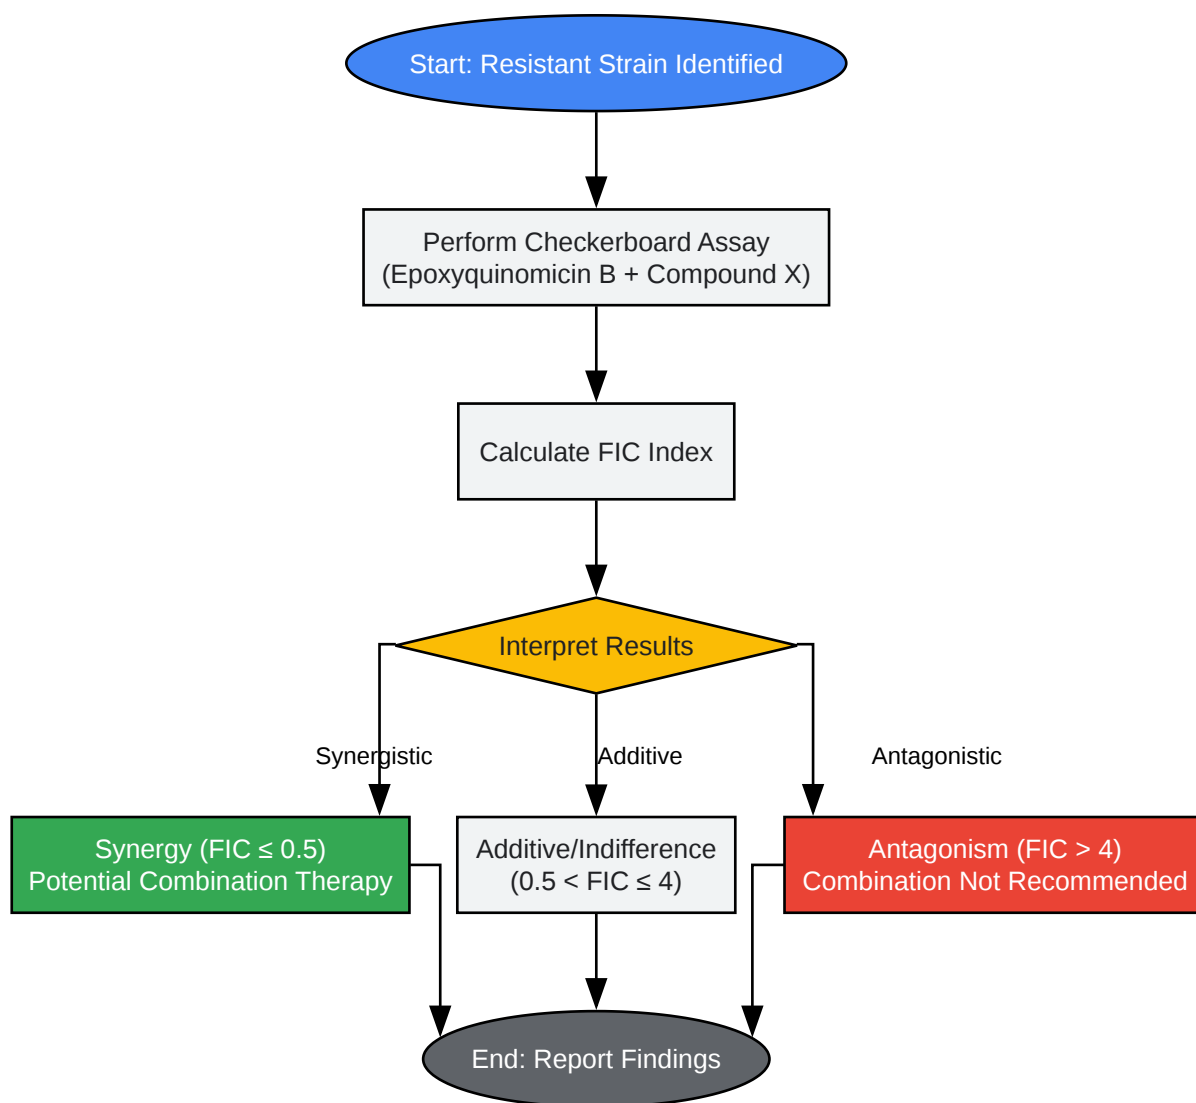 Start: Resistant Strain Identified
Perform Checkerboard Assay
(Epoxyquinomicin B + Compound X)
Calculate FIC Index
Interpret Results
Synergistic
Additive
Antagonistic
Synergy (FIC ≤ 0.5)
Potential Combination Therapy
Additive/Indifference
(0.5 < FIC ≤ 4)
Antagonism (FIC > 4)
Combination Not Recommended
End: Report Findings